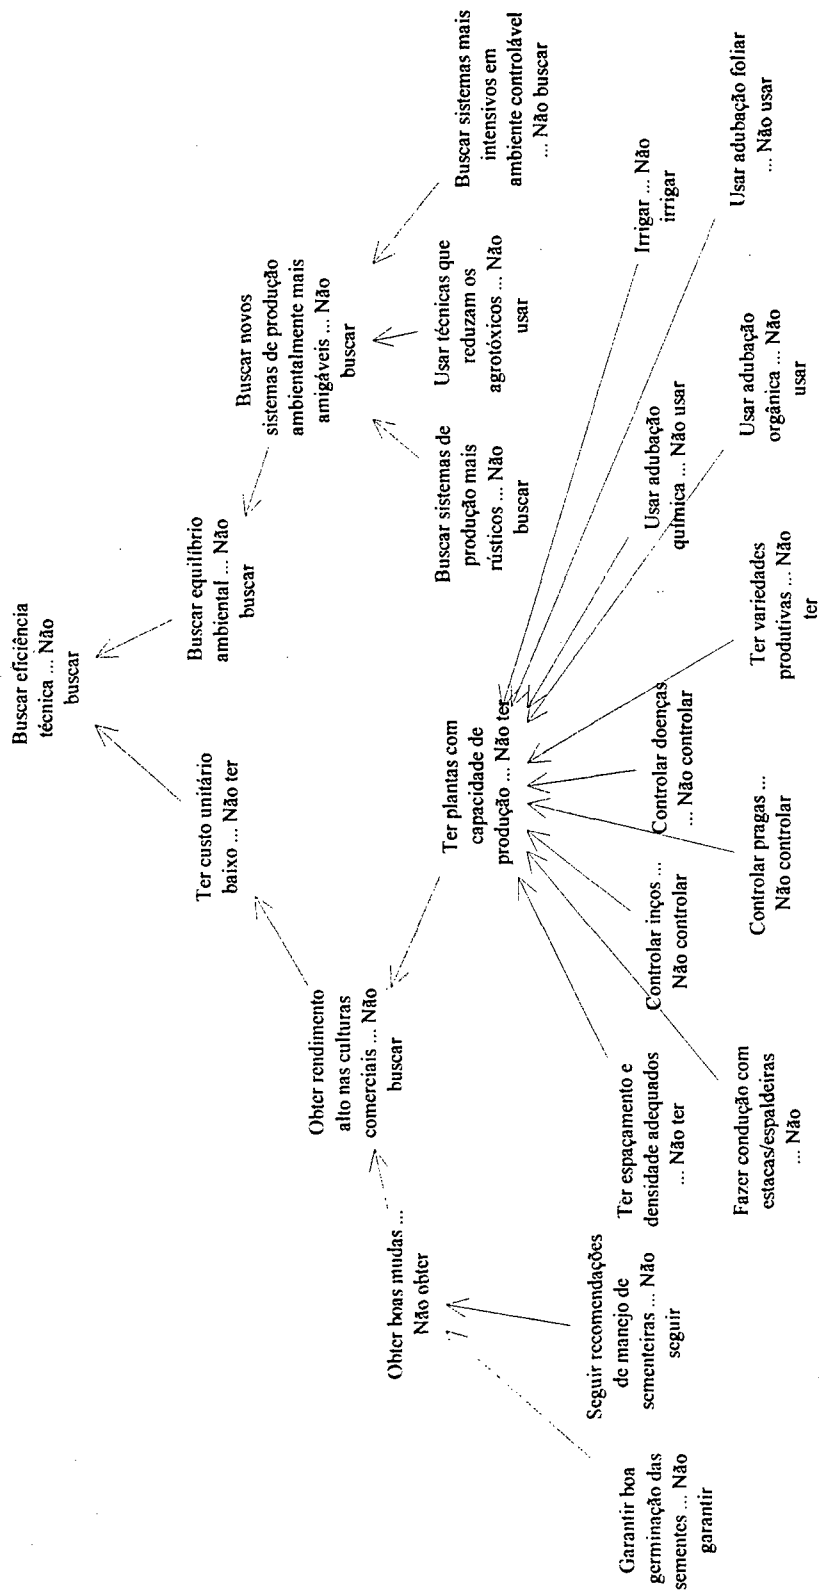 Buscar eficiência
técnica ... Não
buscar
Ter custo unitário
baixo ... Não ter
Buscar equilíbrio
ambiental ... Não
buscar
Obter rendimento
alto nas culturas
comerciais ... Não
buscar
Buscar novos
sistemas de produção
ambientalmente mais
amigáveis ... Não
buscar
Obter boas mudas ...
Não obter
Ter plantas com
capacidade de
produção ... Não ter
Buscar sistemas de
produção mais
rústicos ... Não
buscar
Usar técnicas que
reduzam os
agrotóxicos ... Não
usar
Buscar sistemas mais
intensivos em
ambiente controlável
... Não buscar
Garantir boa
germinação das
sementes ... Não
garantir
Seguir recomendações
de manejo de
sementeiras ... Não
seguir
Ter espaçamento e
densidade adequados
... Não ter
Controlar inços ...
Não controlar
Controlar doenças
... Não controlar
Usar adubação
química ... Não usar
Irrigar ... Não
irrigar
Fazer condução com
estacas/espaldeiras
... Não
Controlar pragas ...
Não controlar
Ter variedades
produtivas ... Não
ter
Usar adubação
orgânica ... Não
usar
Usar adubação foliar
... Não usar